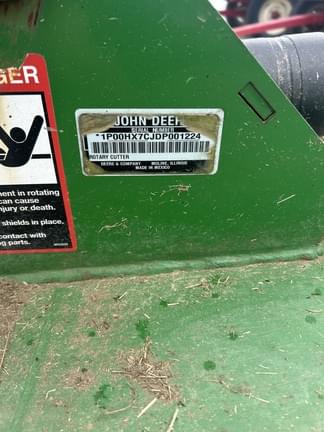 JOHN DEERE
SERIAL NUMBER
*1P00HX7CJDP001224
ROTARY CUTTER
DEERE & COMPANY MOLINE, ILLINOIS
MADE IN MEXICO
GER
ment in rotating
can cause
injury or death.
shields in place.
contact with
g parts.